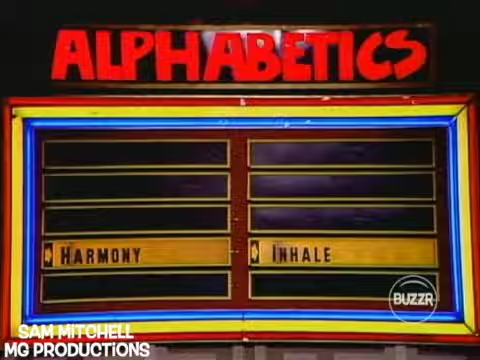 ALPHABETICS
HARMONY
INHALE
BUZZR
SAM MITCHELL
MG PRODUCTIONS